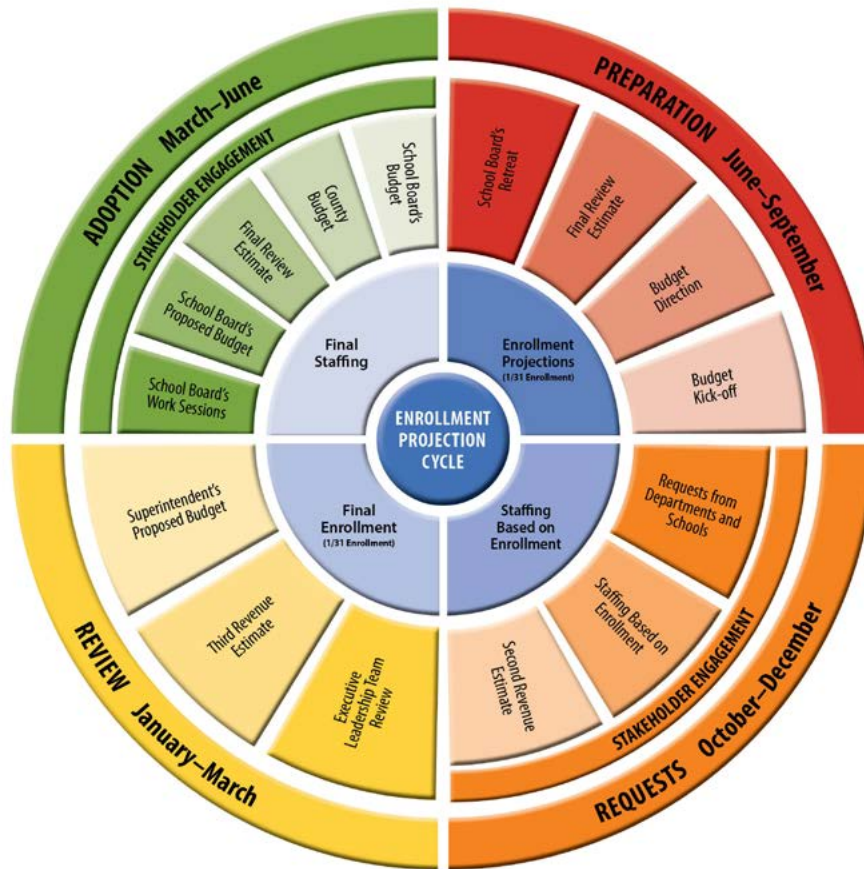 PREPARATION June–September
School Board's
Retreat
Final Review
Estimate
Budget
Direction
Budget
Kick-off
Enrollment
Projections
(1/31 Enrollment)
REQUESTS October–December
STAKEHOLDER ENGAGEMENT
Requests from
Departments and
Schools
Staffing Based on
Enrollment
Second Revenue
Estimate
Staffing
Based on
Enrollment
REVIEW January–March
Executive
Leadership Team
Review
Third Revenue
Estimate
Superintendent's
Proposed Budget
Final
Enrollment
(1/31 Enrollment)
ADOPTION March–June
STAKEHOLDER ENGAGEMENT
School Board's
Work Sessions
School Board's
Proposed Budget
Final Review
Estimate
County
Budget
School Board's
Budget
Final
Staffing
ENROLLMENT
PROJECTION
CYCLE